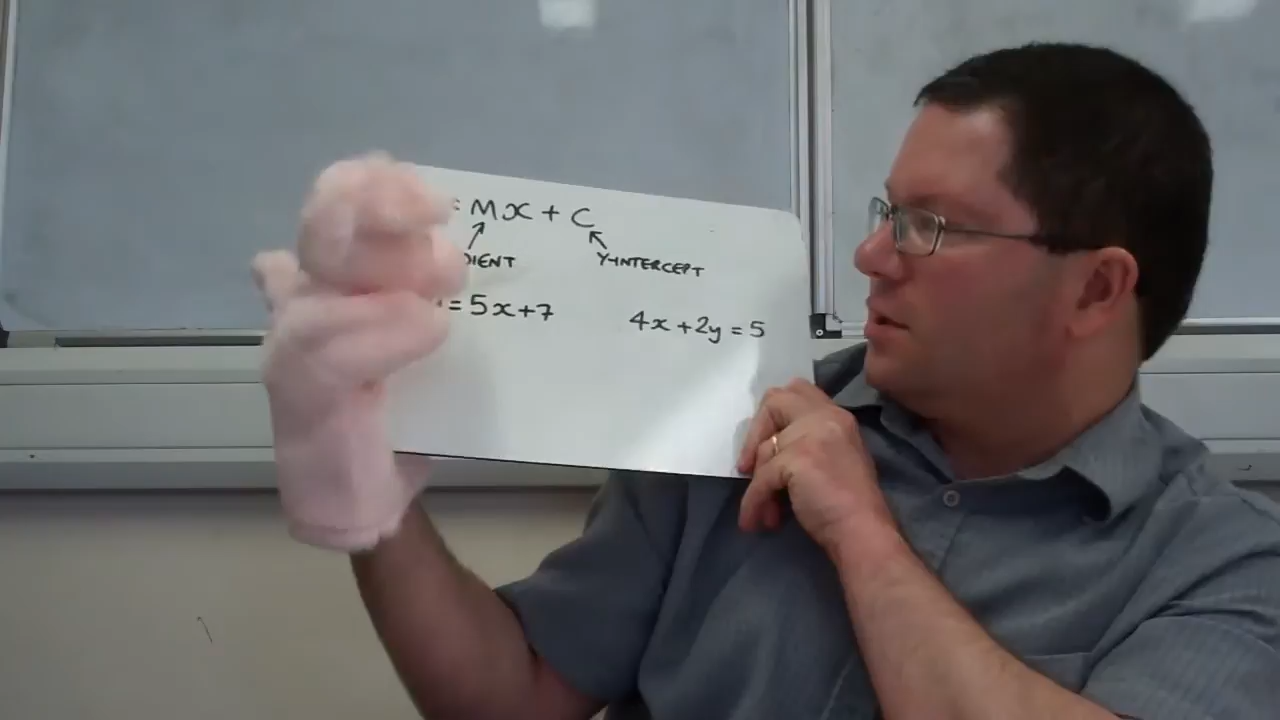 = Mx + C
DIENT Y-INTERCEPT
= 5x+7 4x+2y = 5